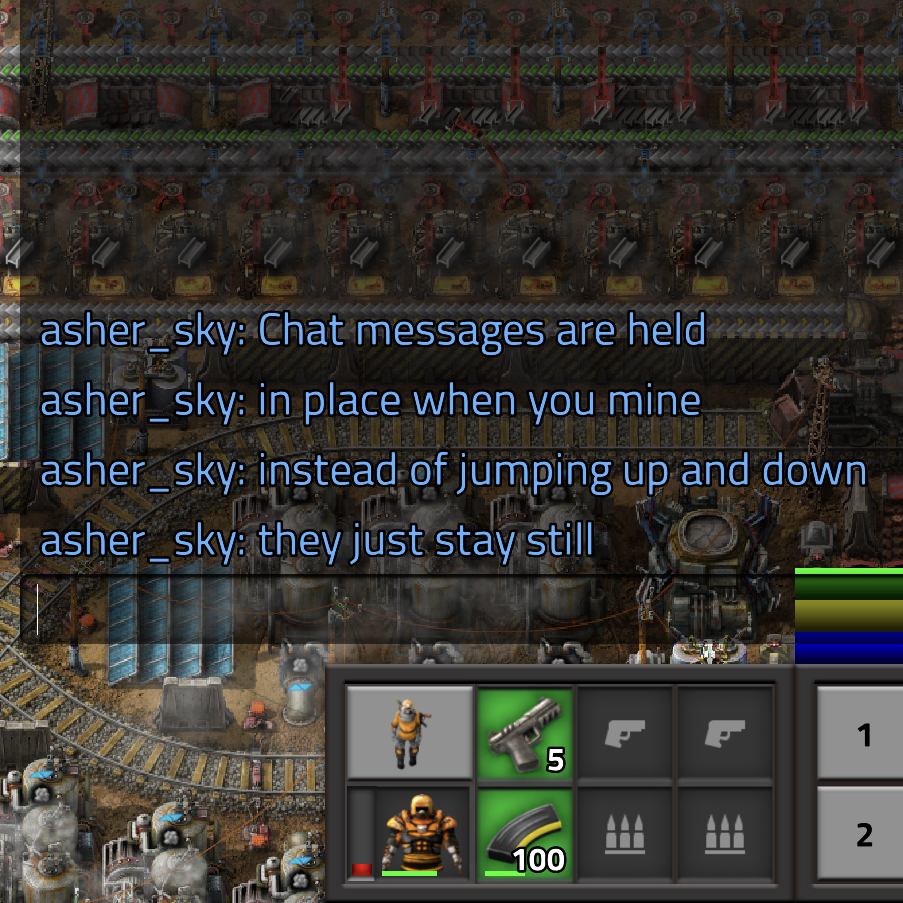 asher_sky: Chat messages are held
asher_sky: in place when you mine
asher_sky: instead of jumping up and down
asher_sky: they just stay still
5
1
100
2